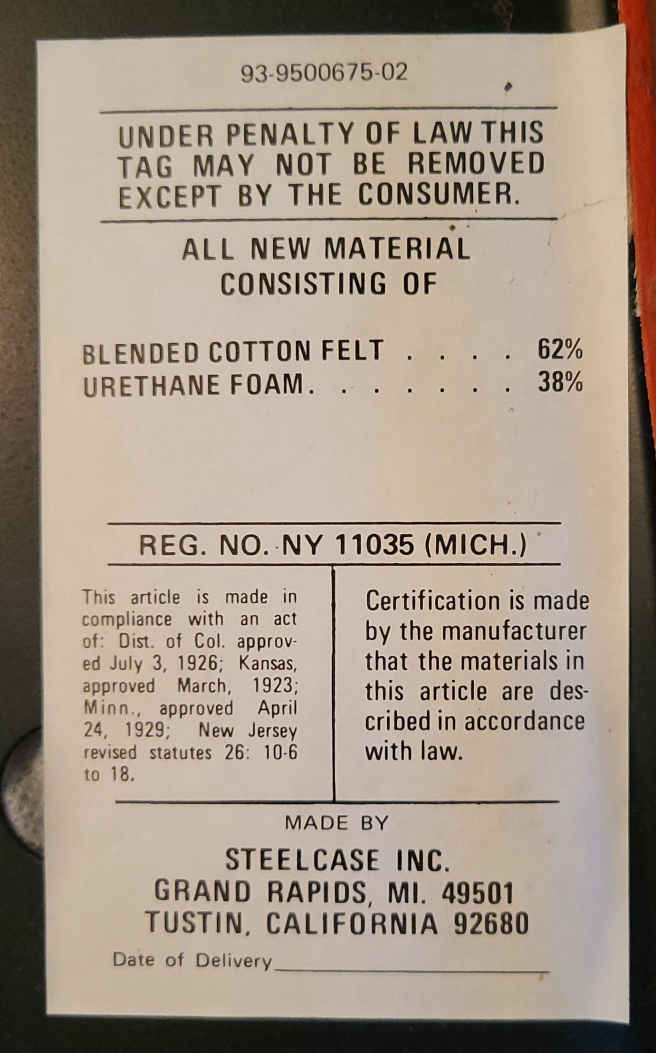 93-9500675-02
UNDER PENALTY OF LAW THIS
TAG MAY NOT BE REMOVED
EXCEPT BY THE CONSUMER.
ALL NEW MATERIAL
CONSISTING OF
BLENDED COTTON FELT . . . . 62%
URETHANE FOAM. . . . . . . 38%
REG. NO. NY 11035 (MICH.)
This article is made in
compliance with an act
of: Dist. of Col. approv-
ed July 3, 1926; Kansas,
approved March, 1923;
Minn., approved April
24, 1929; New Jersey
revised statutes 26: 10-6
to 18.
Certification is made
by the manufacturer
that the materials in
this article are des-
cribed in accordance
with law.
MADE BY
STEELCASE INC.
GRAND RAPIDS, MI. 49501
TUSTIN, CALIFORNIA 92680
Date of Delivery